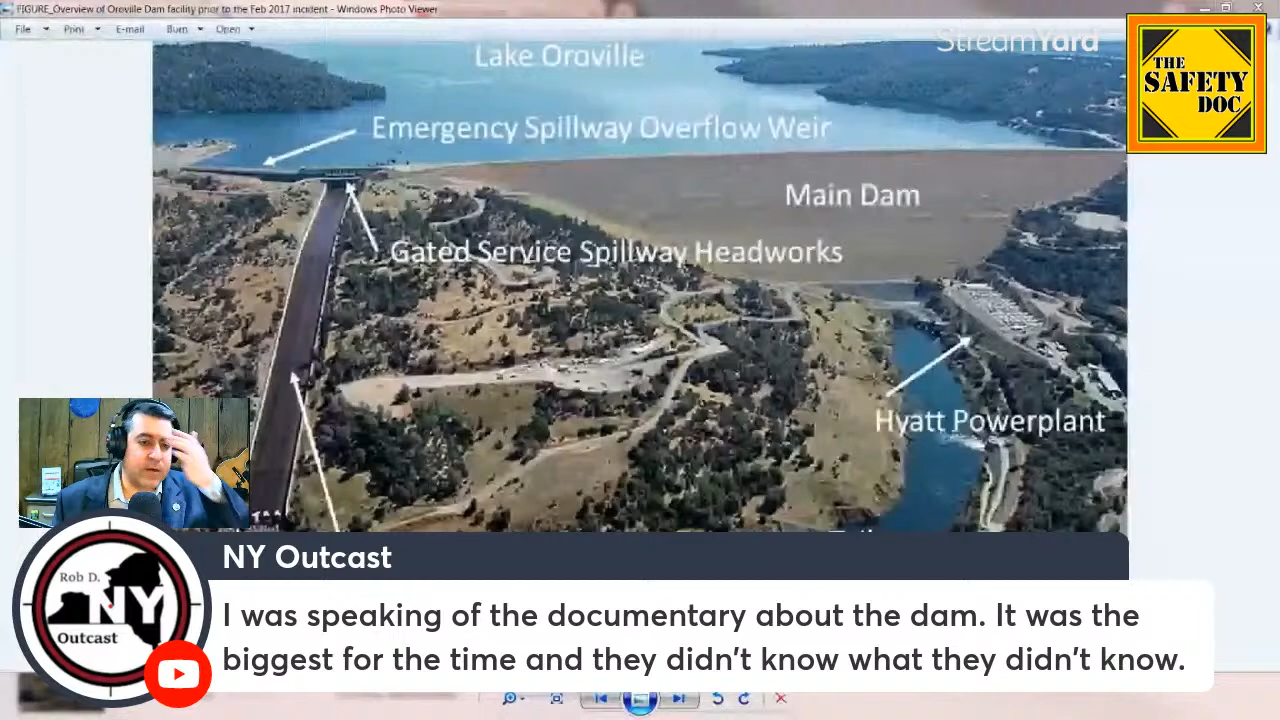 FIGURE_Overview of Oroville Dam facility prior to the Feb 2017 incident - Windows Photo Viewer
File Print E-mail Burn Open
StreamYard
THE
SAFETY
DOC
Lake Oroville
Emergency Spillway Overflow Weir
Main Dam
Gated Service Spillway Headworks
Hyatt Powerplant
NY Outcast
Rob D.
NY
Outcast
I was speaking of the documentary about the dam. It was the
biggest for the time and they didn't know what they didn't know.